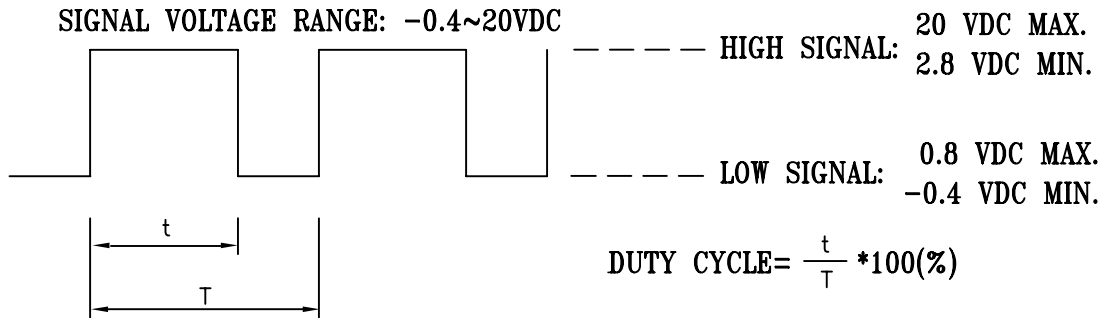 SIGNAL VOLTAGE RANGE: -0.4~20VDC
HIGH SIGNAL: 20 VDC MAX.
2.8 VDC MIN.
LOW SIGNAL: 0.8 VDC MAX.
-0.4 VDC MIN.
t
T
DUTY CYCLE= t/T *100(%)